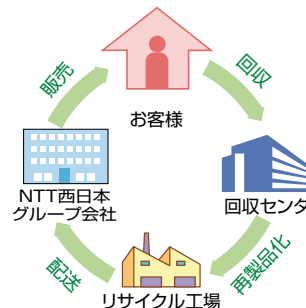 販売
回収
お客様
NTT西日本
グループ会社
回収センタ
配送
再製品化
リサイクル工場